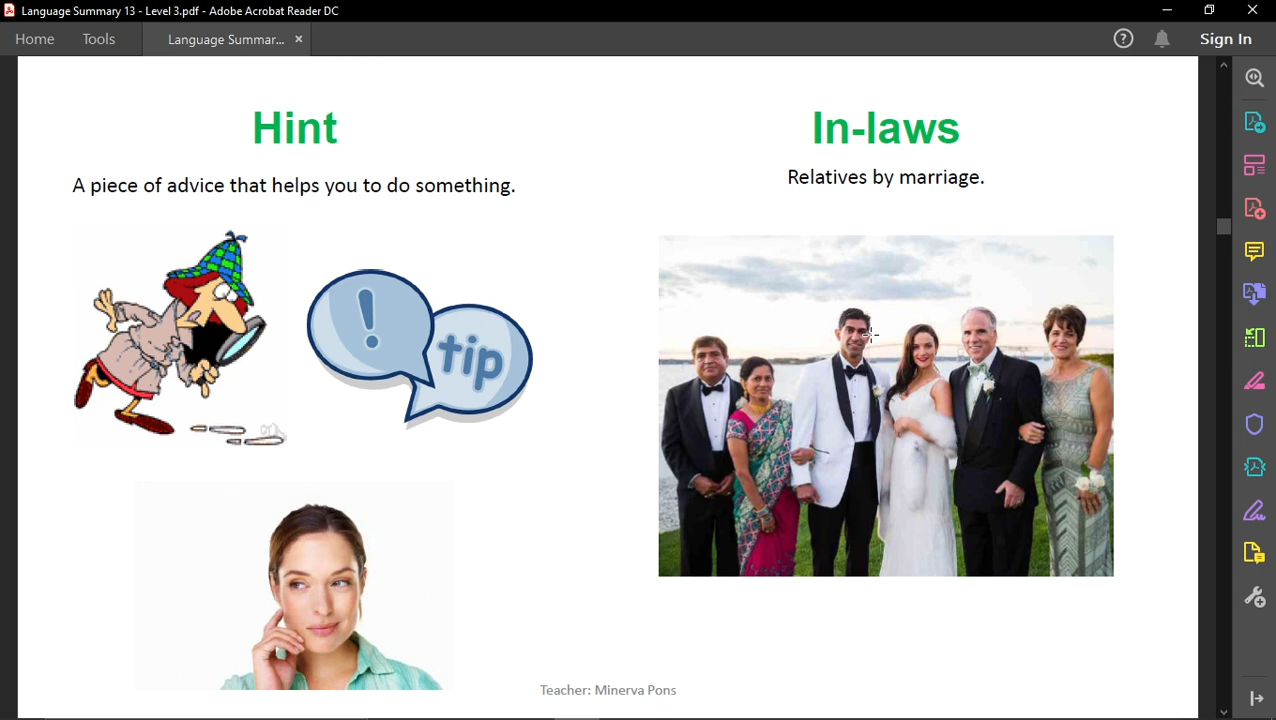 Language Summary 13 - Level 3.pdf - Adobe Acrobat Reader DC
Home
Tools
Language Summar...
Sign In
Hint
A piece of advice that helps you to do something.
!
tip
In-laws
Relatives by marriage.
Teacher: Minerva Pons